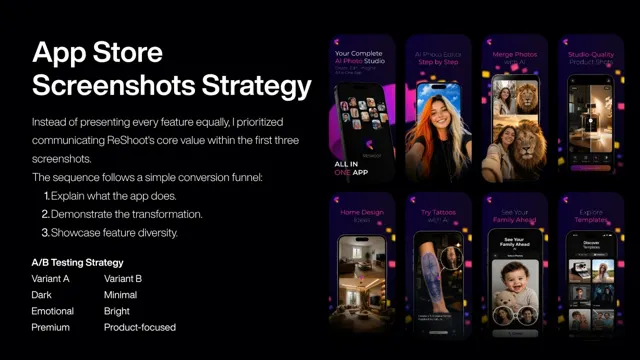 App Store
Screenshots Strategy
Instead of presenting every feature equally, I prioritized
communicating ReShoot's core value within the first three
screenshots.
The sequence follows a simple conversion funnel:
1. Explain what the app does.
2. Demonstrate the transformation.
3. Showcase feature diversity.
A/B Testing Strategy
Variant A Variant B
Dark Minimal
Emotional Bright
Premium Product-focused
Your Complete
AI Photo Studio
ALL IN
ONE APP
AI Photo Editor
Step by Step
Merge Photos
with AI
Studio-Quality
Product Shots
Home Design
Ideas
Try Tattoos
with AI
See Your
Family Ahead
See Your
Family Ahead
Explore
Templates
Discover
Templates